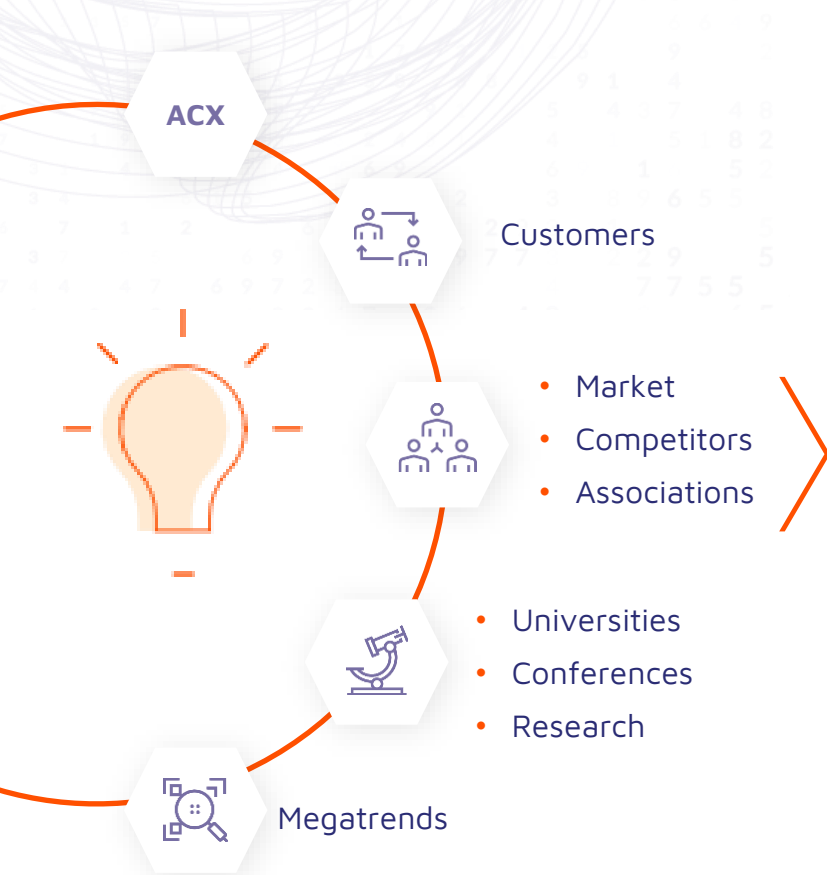 ACX
Customers
• Market
• Competitors
• Associations
• Universities
• Conferences
• Research
Megatrends